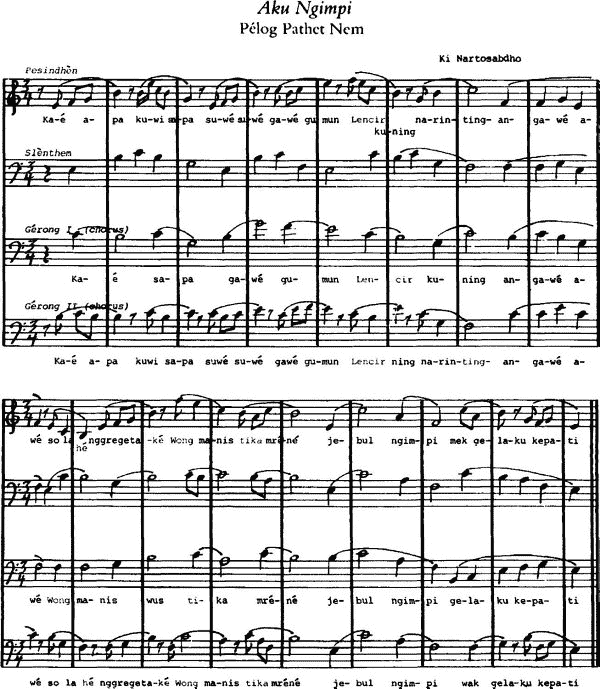 Aku Ngimpi
Pélog Pathet Nem
Ki Nartosabdho
Pesindhèn
Ka-é a- pa ku-wi sa-pa su-wé su-wé ga-wé gu-mun Lencir na-rin- ting- an- ga-wé a-
ku-ning
Slènthem
Gérong I (chorus)
Ka- é sa- pa ga- wé gu- mun Len- cir ku- ning an- ga-wé a-
Gérong II (chorus)
Ka-é a- pa kuwi sa-pa suwé su-wé gawé gu-mun Lencir ning na-rin-ting- an- ga-wé a-
wé so la nggregeta -ké Wong ma-nis tika mréné je- bul ngim- pi mek ge-la-ku kepa- ti
hé
wé Wong ma- nis wus ti- ka mré- né je- bul ngim- pi ge-la- ku ke-pa- ti
wé so la hé nggregeta-ké Wong ma-nis tika mréné je- bul ngim- pi wak gela-ku kepa-ti